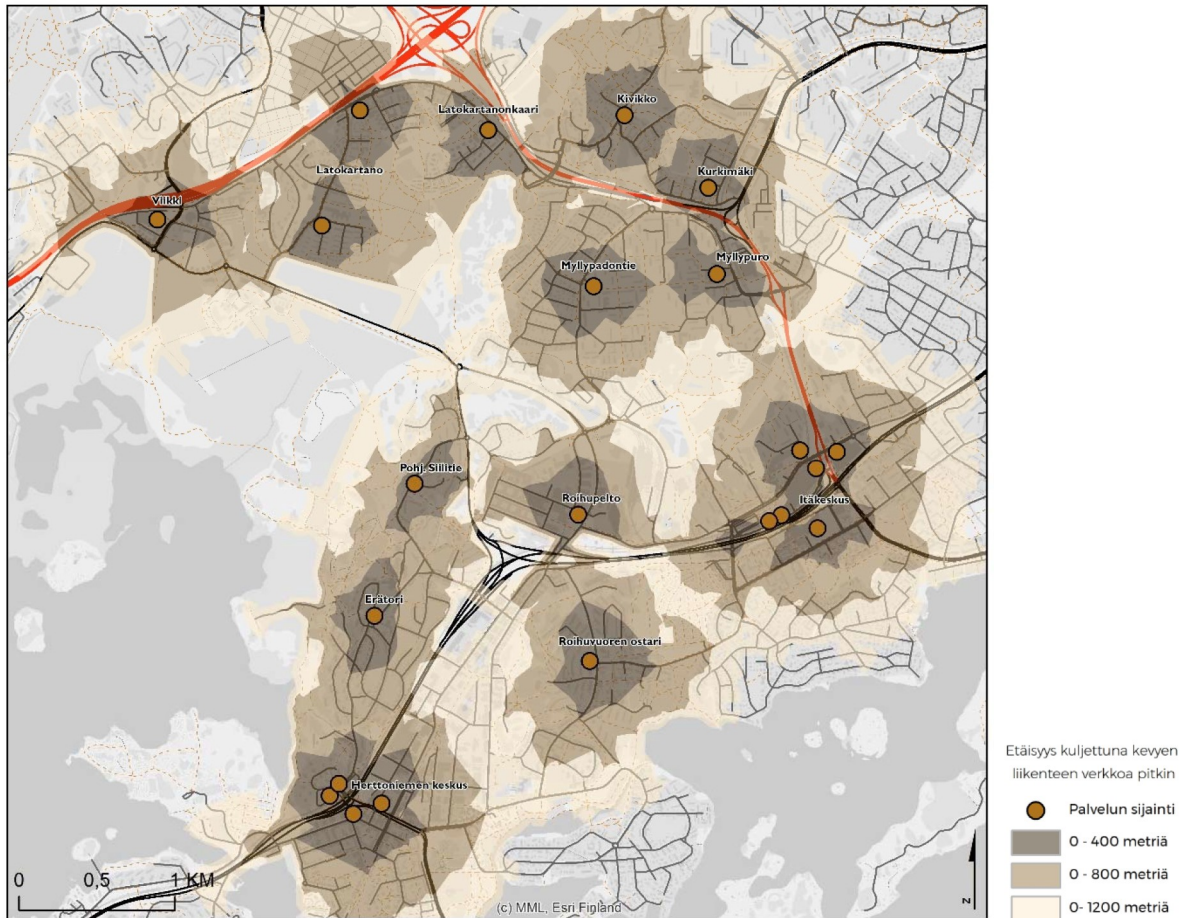 Kivikko
Latokartanonkaari
Latokartano
Kurkimäki
Viikki
Myllypuro
Myllypadontie
Pohj. Siilitie
Roihupelto
Itäkeskus
Erätori
Roihuvuoren ostari
Herttoniemen keskus
0 0,5 1 KM
(c) MML, Esri Finland
N
Etäisyys kuljettuna kevyen
liikenteen verkkoa pitkin
Palvelun sijainti
0 - 400 metriä
0 - 800 metriä
0- 1200 metriä